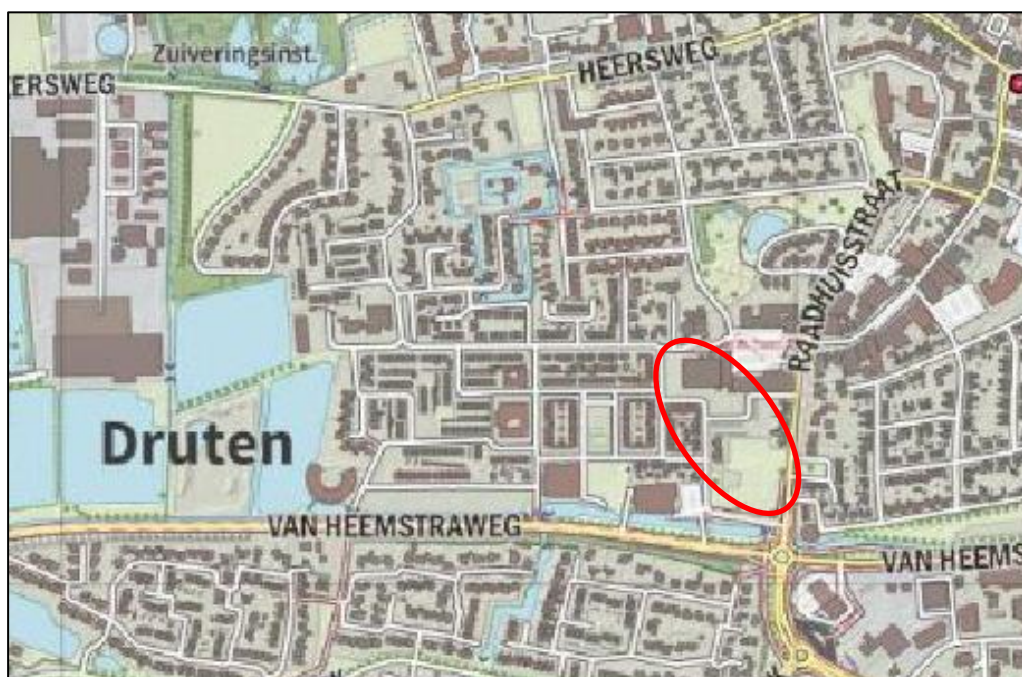 Zuiveringsinst.
HEERSWEG
ERSWEG
RAADHUISSTRAAT
Druten
VAN HEEMSTRAWEG
VAN HEEMS